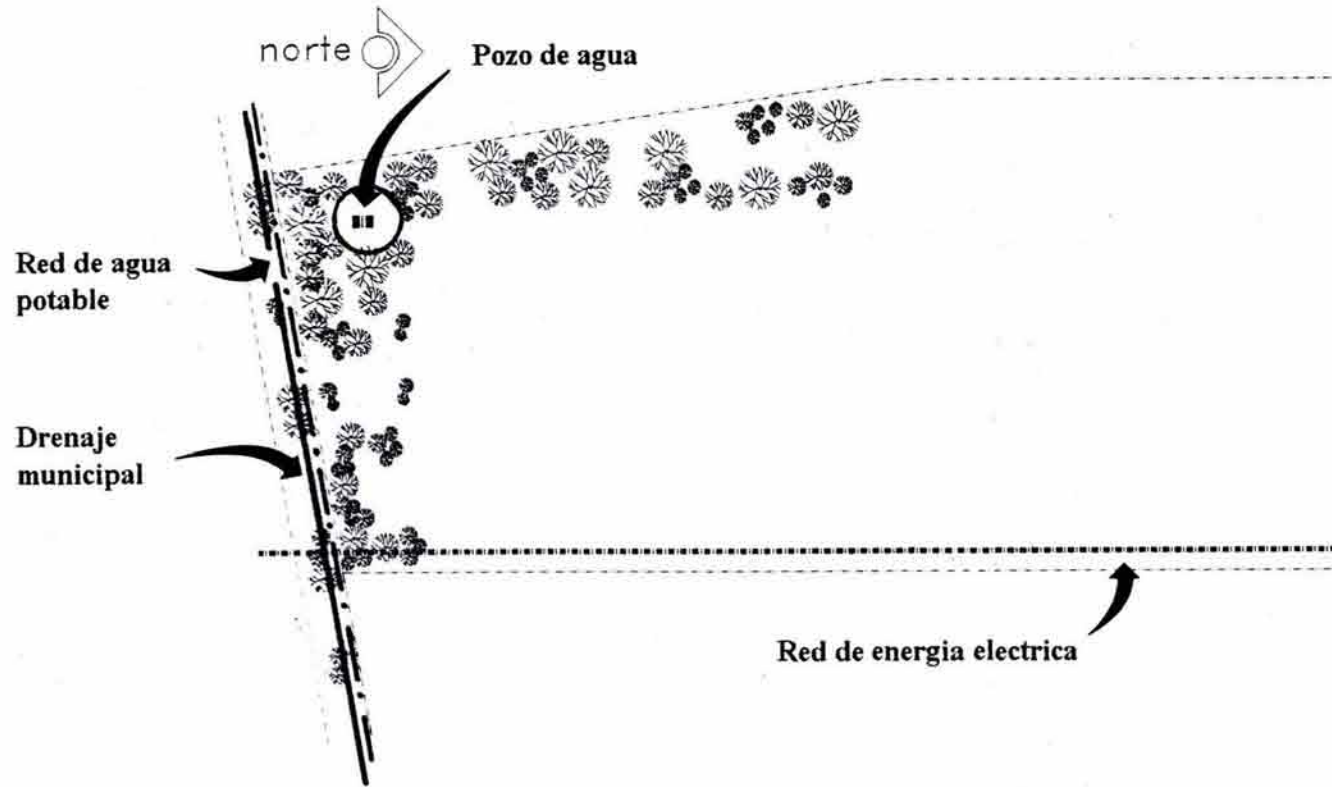 norte
Pozo de agua
Red de agua
potable
Drenaje
municipal
Red de energia electrica